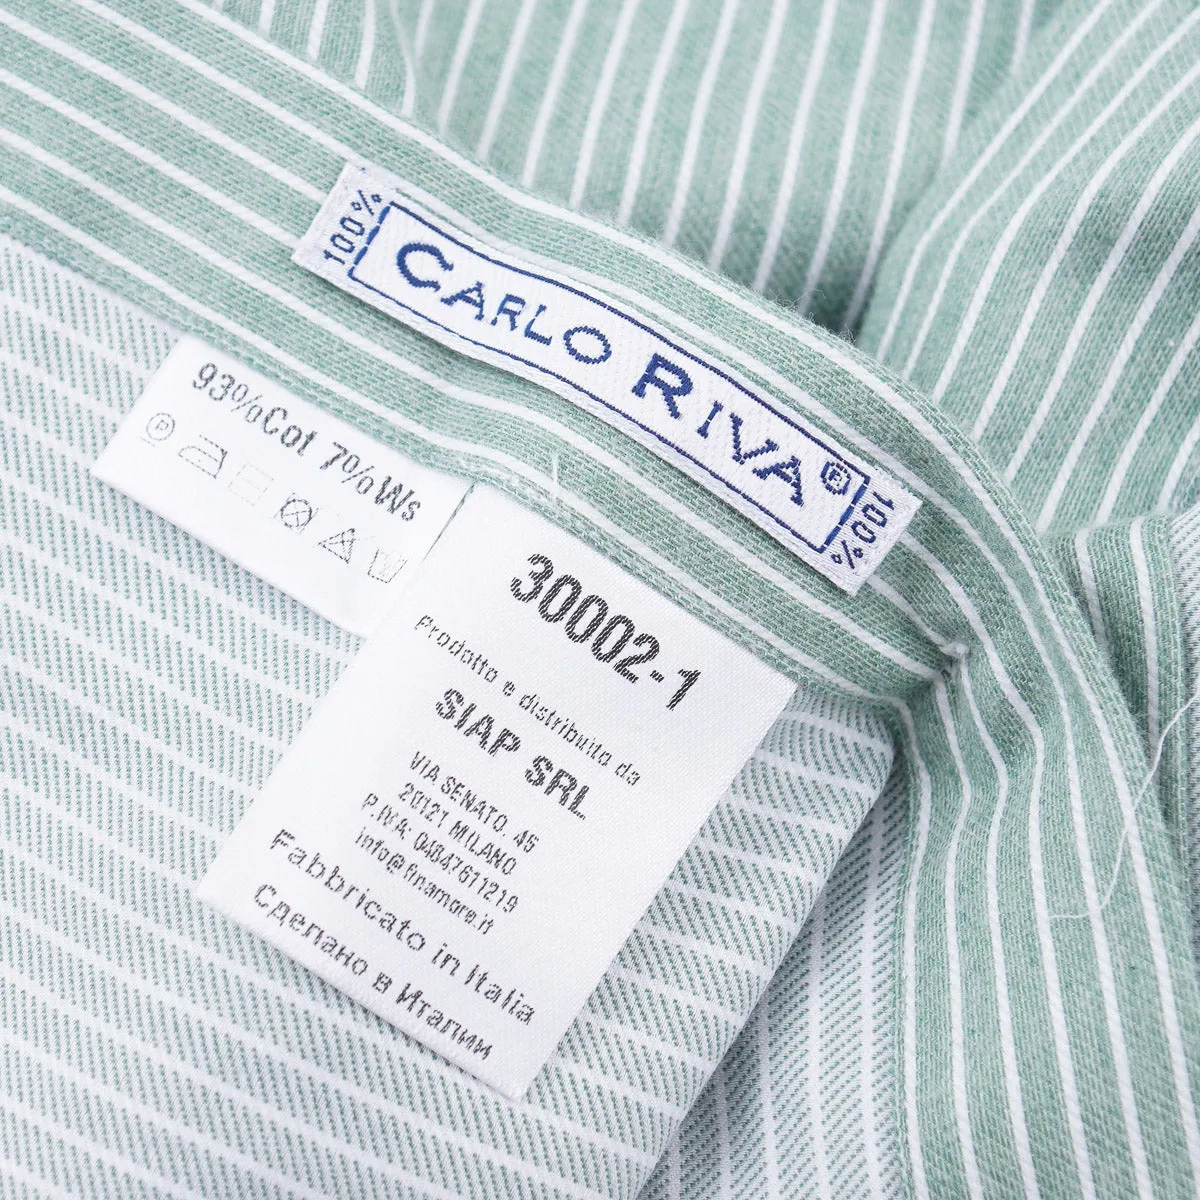 100%
CARLO RIVA ®
100%
93%Cot 7%Ws
P
30002-1
Prodotto e distribuito da
SIAP SRL
VIA SENATO, 45
20121 MILANO
P.IVA: 04847611219
info@finamore.it
Fabbricato in Italia
Сделано в Италии